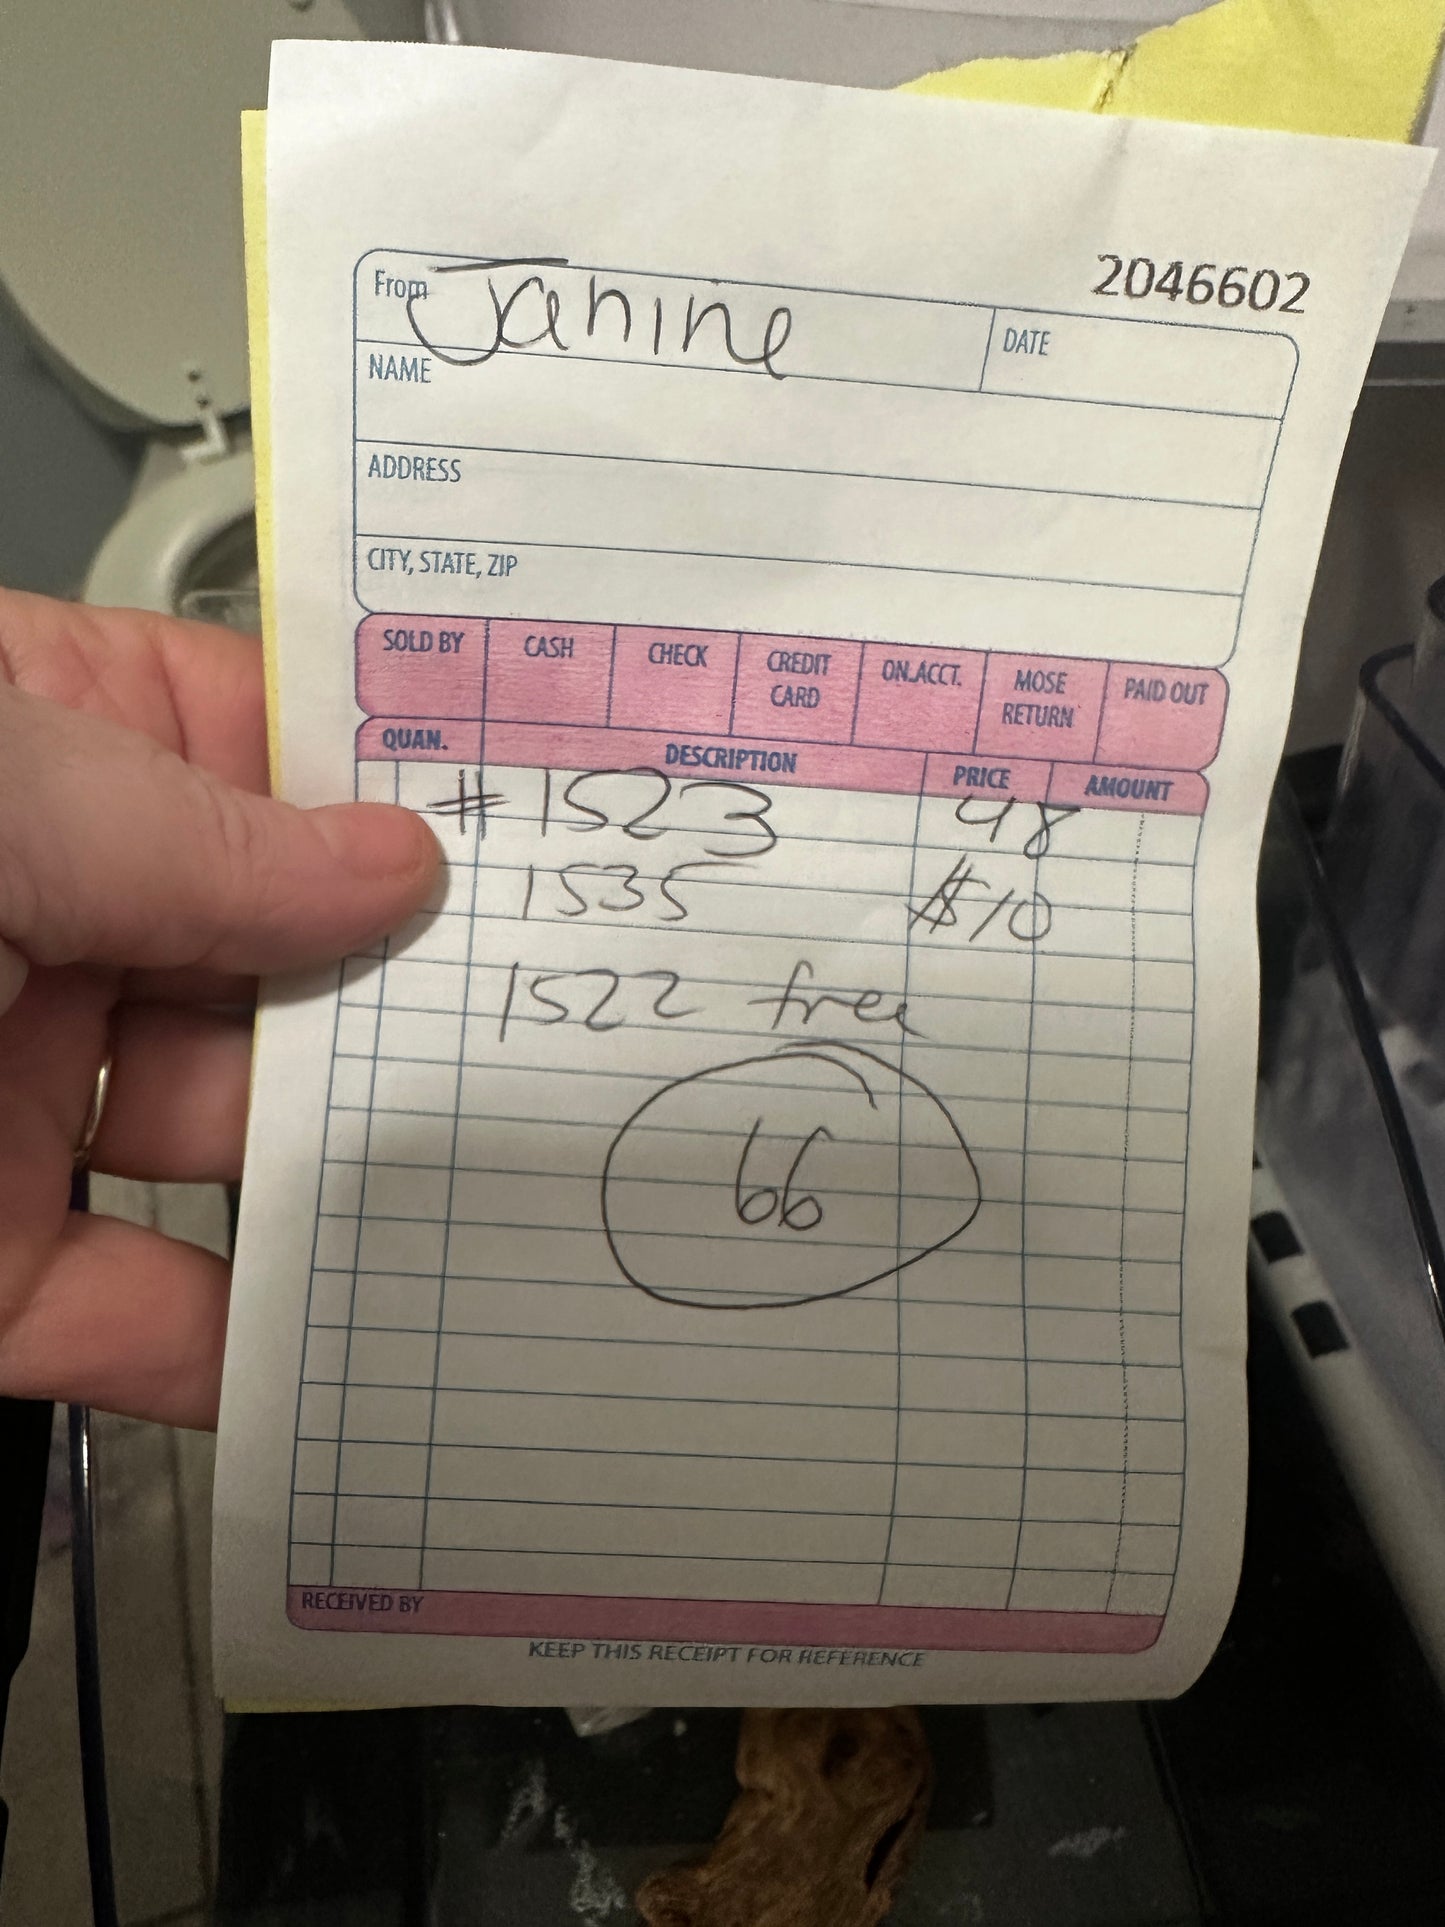 2046602
From Janine
DATE
NAME
ADDRESS
CITY, STATE, ZIP
SOLD BY CASH CHECK CREDIT CARD ON.ACCT. MOSE RETURN PAID OUT
QUAN. DESCRIPTION PRICE AMOUNT
#1523 48
1535 $10
1522 free
66
RECEIVED BY
KEEP THIS RECEIPT FOR REFERENCE